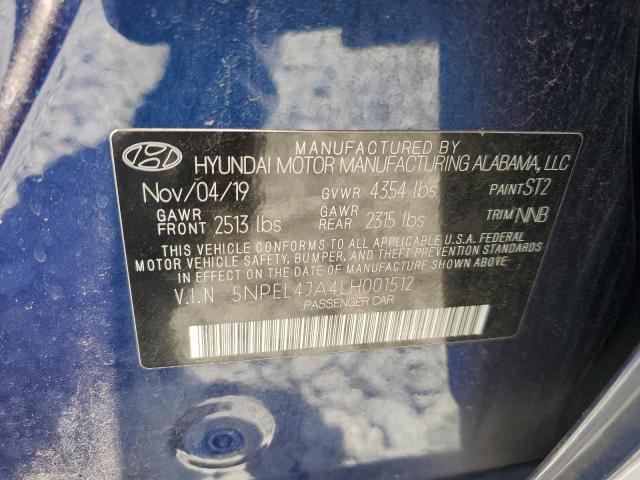 MANUFACTURED BY
HYUNDAI MOTOR MANUFACTURING ALABAMA, LLC
Nov/04/19 GVWR 4354 lbs PAINT ST2
GAWR FRONT 2513 lbs GAWR REAR 2315 lbs TRIM NNB
THIS VEHICLE CONFORMS TO ALL APPLICABLE U.S.A. FEDERAL
MOTOR VEHICLE SAFETY, BUMPER, AND THEFT PREVENTION STANDARDS
IN EFFECT ON THE DATE OF MANUFACTURE SHOWN ABOVE.
V.I.N 5NPEL4JA4LH001512
PASSENGER CAR